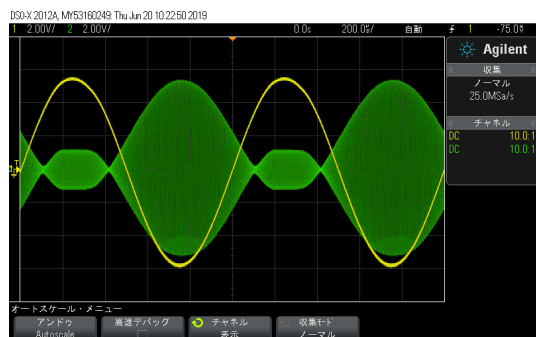 DSO-X 2012A, MY53160249: Thu Jun 20 10:22:50 2019
1 2.00V/ 2 2.00V/ 0.0s 200.0␣/ 自動 1 -75.0
Agilent
収集
ノーマル
25.0MSa/s
チャネル
DC 10.0:1
DC 10.0:1
オートスケール・メニュー
アンドゥ 高速デバッグ チャネル 収集モード
Autoscale 表示 ノーマル